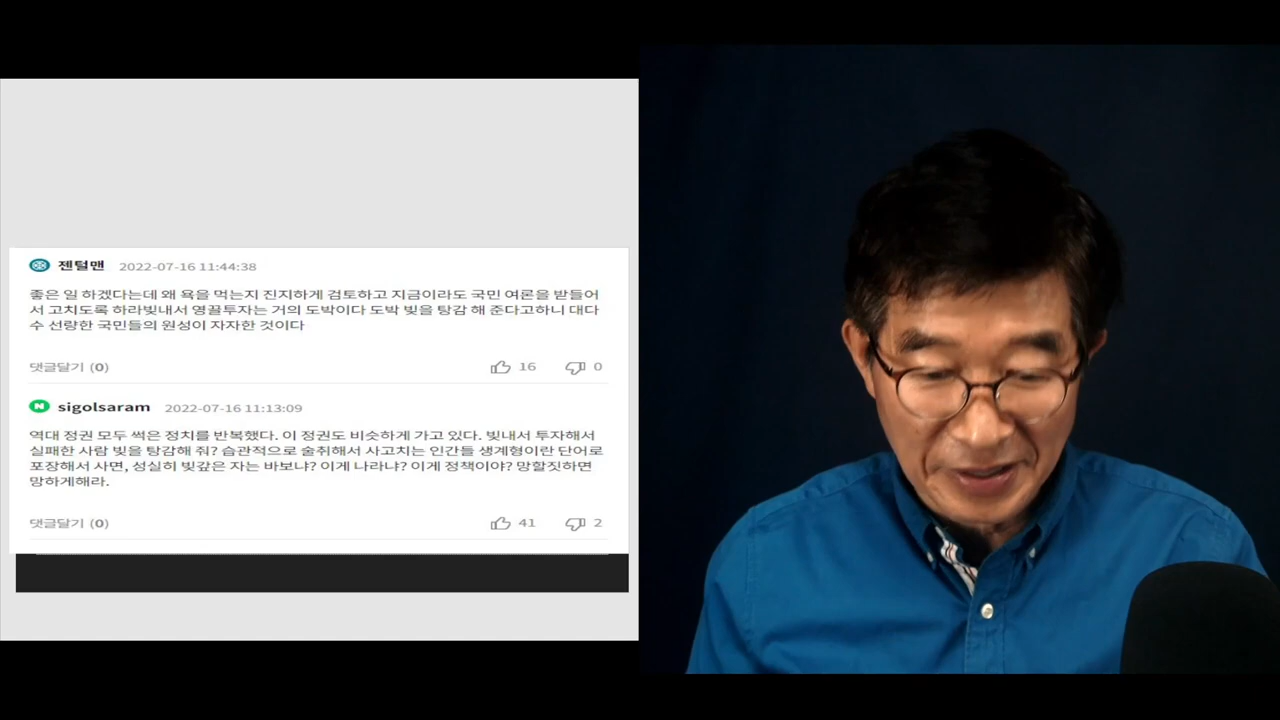 젠털맨 2022-07-16 11:44:38
좋은 일 하겠다는데 왜 욕을 먹는지 진지하게 검토하고 지금이라도 국민 여론을 받들어
서 고치도록 하라빚내서 영끌투자는 거의 도박이다 도박 빚을 탕감 해 준다고하니 대다
수 선량한 국민들의 원성이 자자한 것이다
댓글달기 (0) 16 0
N sigolsaram 2022-07-16 11:13:09
역대 정권 모두 썩은 정치를 반복했다. 이 정권도 비슷하게 가고 있다. 빚내서 투자해서
실패한 사람 빚을 탕감해 줘? 습관적으로 술취해서 사고치는 인간들 생계형이란 단어로
포장해서 사면, 성실히 빚갚은 자는 바보냐? 이게 나라냐? 이게 정책이야? 망할짓하면
망하게해라.
댓글달기 (0) 41 2